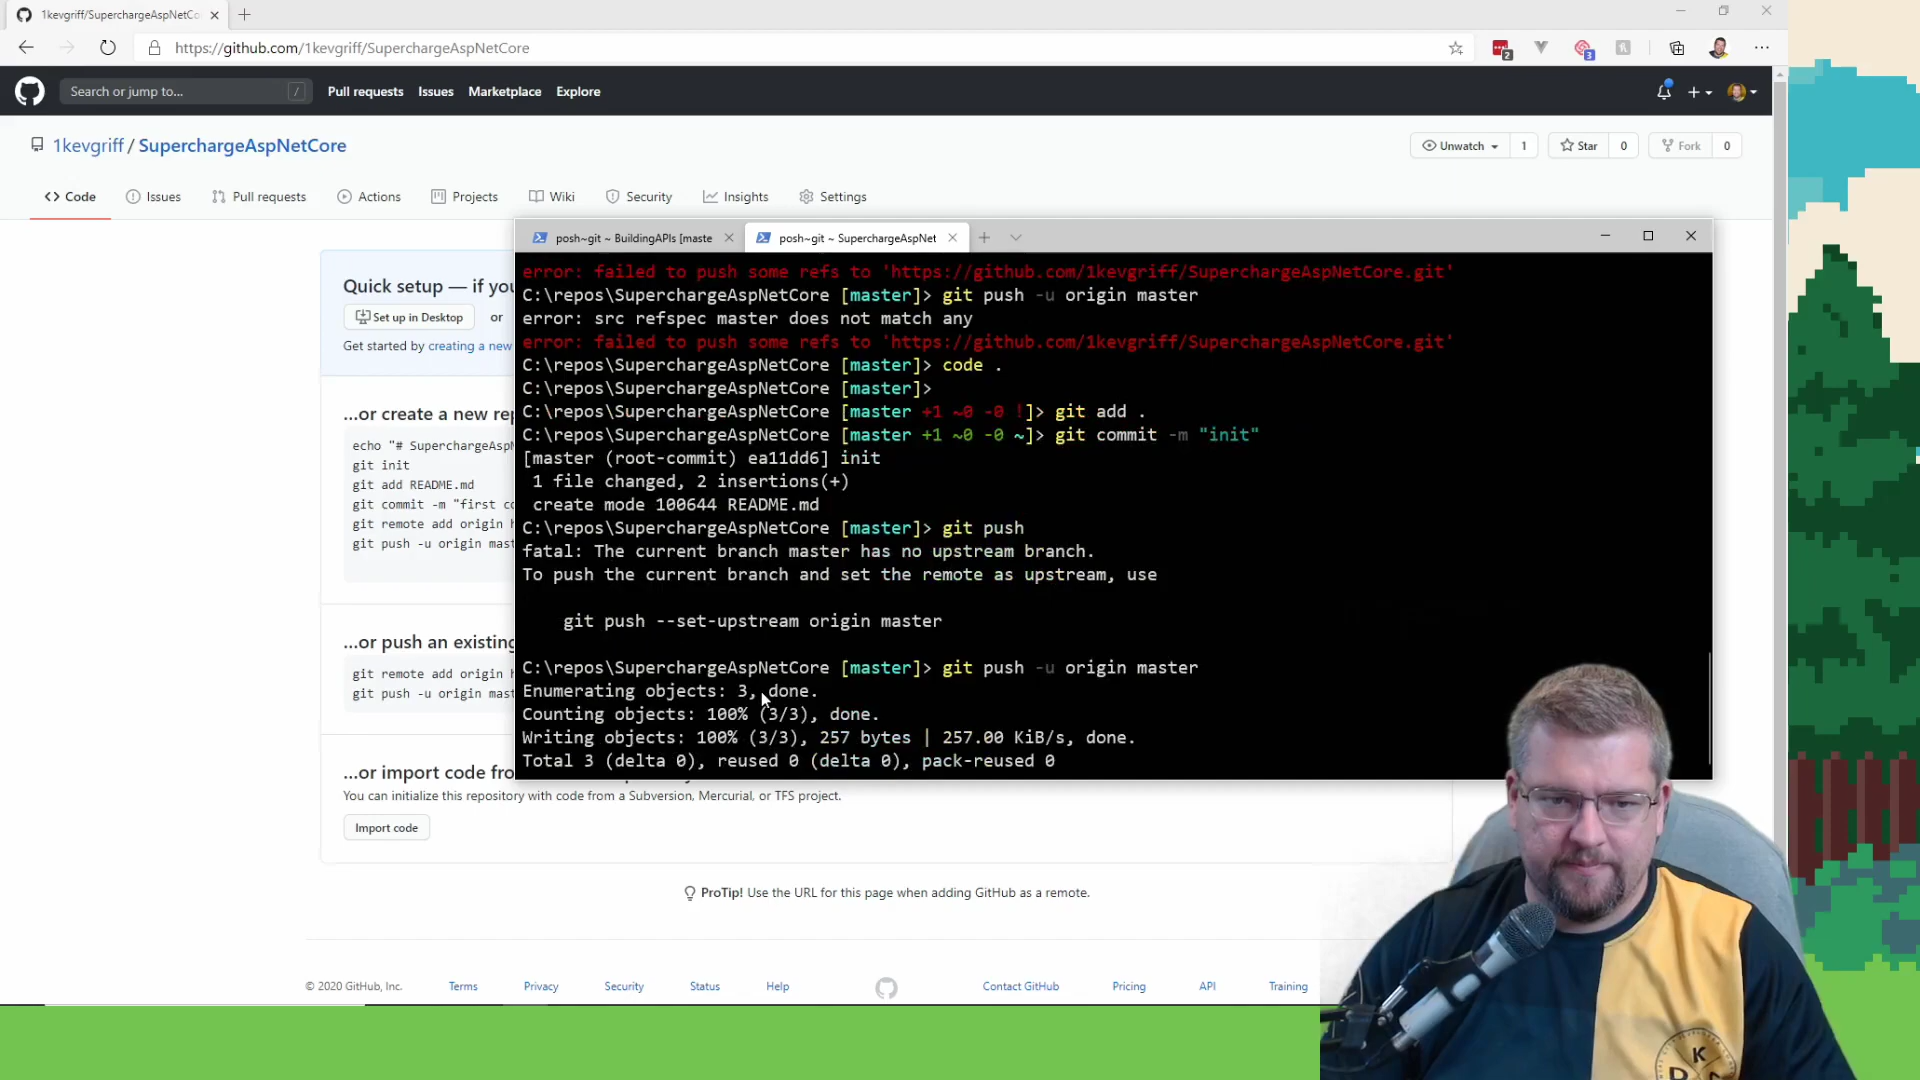 1kevgriff/SuperchargeAspNetCo
https://github.com/1kevgriff/SuperchargeAspNetCore
2
3
Search or jump to...
/
Pull requests
Issues
Marketplace
Explore
1kevgriff / SuperchargeAspNetCore
Unwatch
1
Star
0
Fork
0
Code
Issues
Pull requests
Actions
Projects
Wiki
Security
Insights
Settings
posh~git ~ BuildingAPIs [maste
posh~git ~ SuperchargeAspNet
Quick setup — if you
Set up in Desktop
or
Get started by creating a new
...or create a new rep
echo "# SuperchargeAsp
git init
git add README.md
git commit -m "first co
git remote add origin h
git push -u origin mast
...or push an existing
git remote add origin h
git push -u origin mast
...or import code fro
You can initialize this repository with code from a Subversion, Mercurial, or TFS project.
Import code
error: failed to push some refs to 'https://github.com/1kevgriff/SuperchargeAspNetCore.git'
C:\repos\SuperchargeAspNetCore [master]> git push -u origin master
error: src refspec master does not match any
error: failed to push some refs to 'https://github.com/1kevgriff/SuperchargeAspNetCore.git'
C:\repos\SuperchargeAspNetCore [master]> code .
C:\repos\SuperchargeAspNetCore [master]>
C:\repos\SuperchargeAspNetCore [master +1 ~0 -0 !]> git add .
C:\repos\SuperchargeAspNetCore [master +1 ~0 -0 ~]> git commit -m "init"
[master (root-commit) ea11dd6] init
1 file changed, 2 insertions(+)
create mode 100644 README.md
C:\repos\SuperchargeAspNetCore [master]> git push
fatal: The current branch master has no upstream branch.
To push the current branch and set the remote as upstream, use
git push --set-upstream origin master
C:\repos\SuperchargeAspNetCore [master]> git push -u origin master
Enumerating objects: 3, done.
Counting objects: 100% (3/3), done.
Writing objects: 100% (3/3), 257 bytes | 257.00 KiB/s, done.
Total 3 (delta 0), reused 0 (delta 0), pack-reused 0
ProTip! Use the URL for this page when adding GitHub as a remote.
© 2020 GitHub, Inc.
Terms
Privacy
Security
Status
Help
Contact GitHub
Pricing
API
Training
K